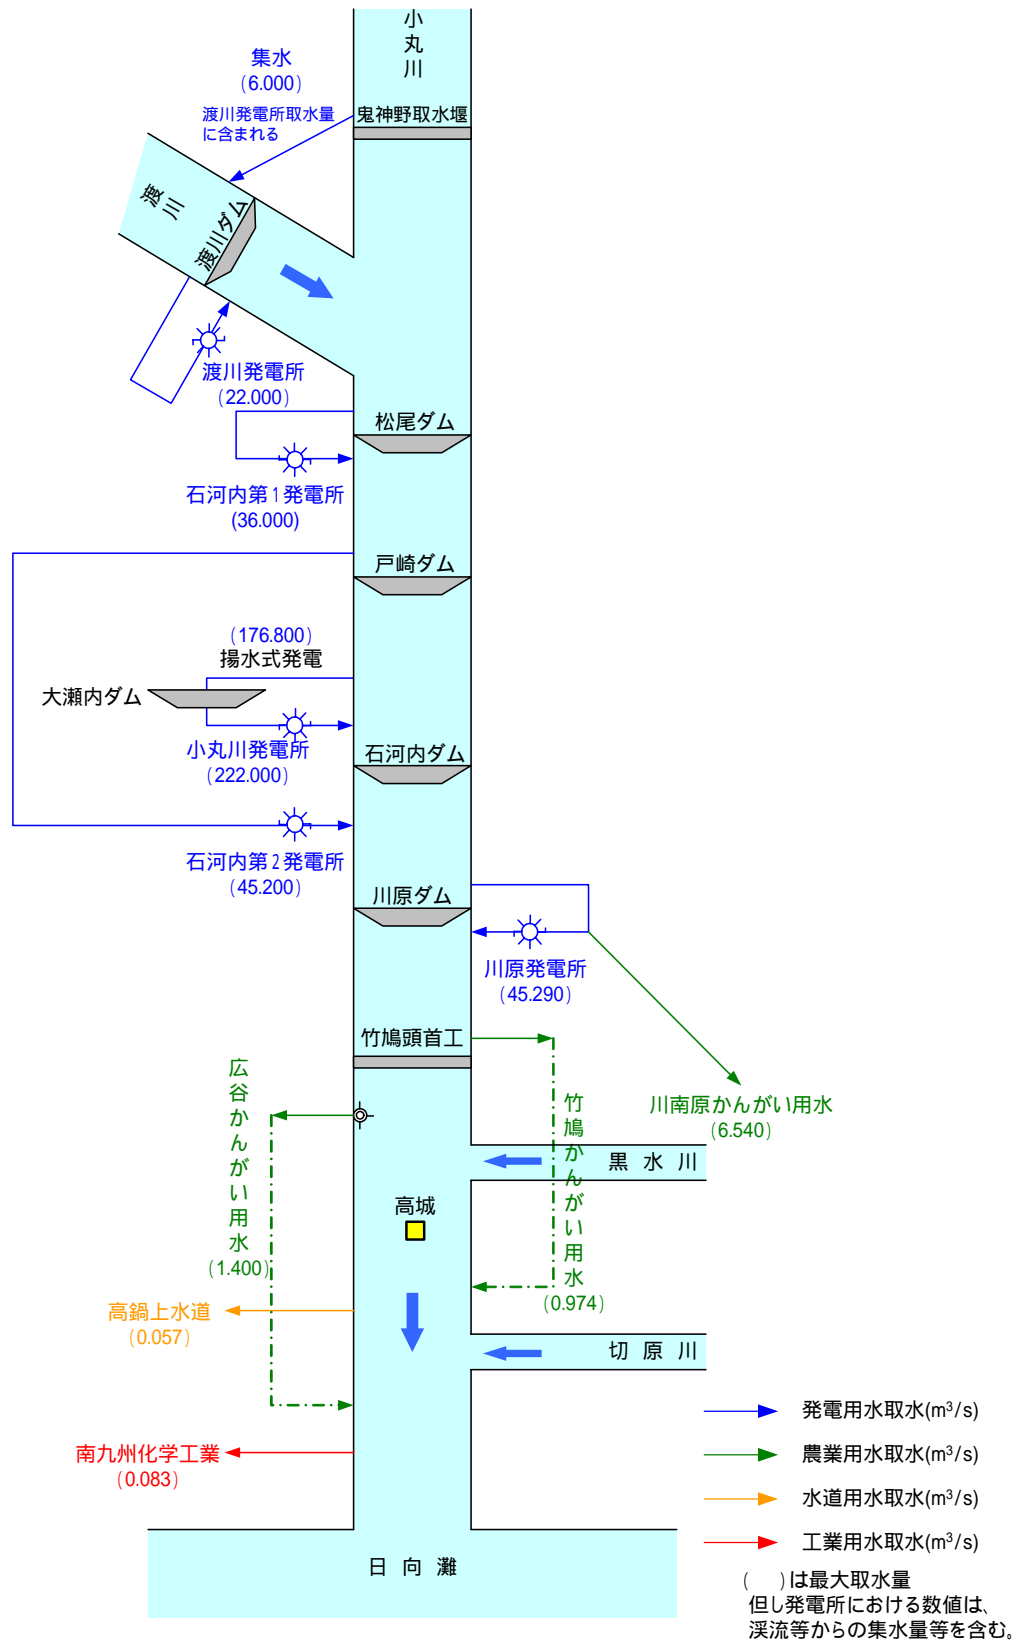 小丸川
集水
(6.000)
渡川発電所取水量
に含まれる
鬼神野取水堰
渡川
渡川ダム
渡川発電所
(22.000)
松尾ダム
石河内第1発電所
(36.000)
戸崎ダム
(176.800)
揚水式発電
大瀬内ダム
小丸川発電所
(222.000)
石河内ダム
石河内第2発電所
(45.200)
川原ダム
川原発電所
(45.290)
竹鳩頭首工
広谷かんがい用水
(1.400)
竹鳩かんがい用水
(0.974)
川南原かんがい用水
(6.540)
黒水川
高城
高鍋上水道
(0.057)
切原川
南九州化学工業
(0.083)
日向灘
発電用水取水(m³/s)
農業用水取水(m³/s)
水道用水取水(m³/s)
工業用水取水(m³/s)
(　)は最大取水量
但し発電所における数値は、
渓流等からの集水量等を含む。